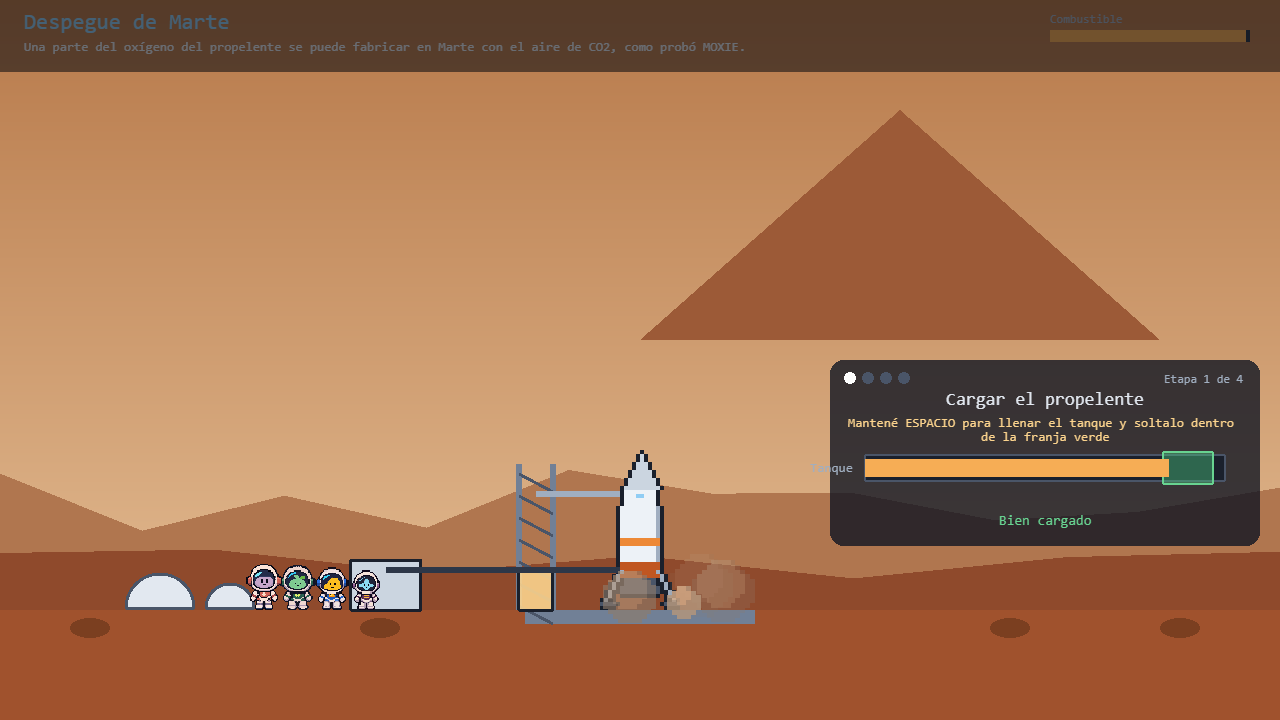 Despegue de Marte
Combustible
Una parte del oxígeno del propelente se puede fabricar en Marte con el aire de CO2, como probó MOXIE.
Etapa 1 de 4
Cargar el propelente
Mantené ESPACIO para llenar el tanque y soltalo dentro
de la franja verde
Tanque
Bien cargado